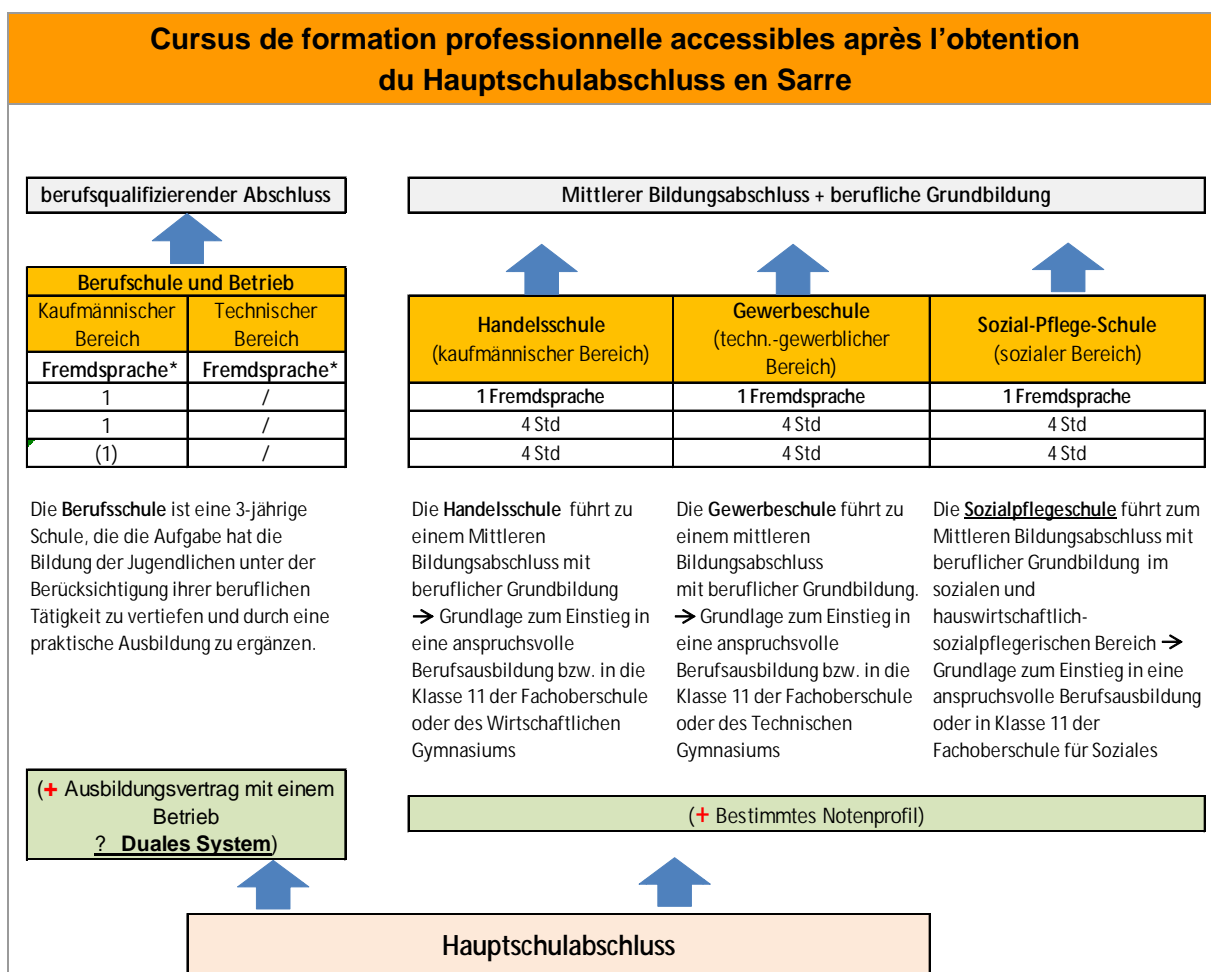 Cursus de formation professionnelle accessibles après l'obtention
du Hauptschulabschluss en Sarre
berufsqualifizierender Abschluss
Mittlerer Bildungsabschluss + berufliche Grundbildung
Berufschule und Betrieb
Kaufmännischer
Bereich
Technischer
Bereich
Fremdsprache*
Fremdsprache*
1
/
1
/
(1)
/
Handelsschule
(kaufmännischer Bereich)
Gewerbeschule
(techn.-gewerblicher
Bereich)
Sozial-Pflege-Schule
(sozialer Bereich)
1 Fremdsprache
1 Fremdsprache
1 Fremdsprache
4 Std
4 Std
4 Std
4 Std
4 Std
4 Std
Die Berufsschule ist eine 3-jährige
Schule, die die Aufgabe hat die
Bildung der Jugendlichen unter der
Berücksichtigung ihrer beruflichen
Tätigkeit zu vertiefen und durch eine
praktische Ausbildung zu ergänzen.
Die Handelsschule führt zu
einem Mittleren
Bildungsabschluss mit
beruflicher Grundbildung
→ Grundlage zum Einstieg in
eine anspruchsvolle
Berufsausbildung bzw. in die
Klasse 11 der Fachoberschule
oder des Wirtschaftlichen
Gymnasiums
Die Gewerbeschule führt zu
einem mittleren
Bildungsabschluss
mit beruflicher Grundbildung.
→ Grundlage zum Einstieg in
eine anspruchsvolle
Berufsausbildung bzw. in die
Klasse 11 der Fachoberschule
oder des Technischen
Gymnasiums
Die Sozialpflegeschule führt zum
Mittleren Bildungsabschluss mit
beruflicher Grundbildung im
sozialen und
hauswirtschaftlich-
sozialpflegerischen Bereich →
Grundlage zum Einstieg in eine
anspruchsvolle Berufsausbildung
oder in Klasse 11 der
Fachoberschule für Soziales
(+ Ausbildungsvertrag mit einem
Betrieb
? Duales System)
(+ Bestimmtes Notenprofil)
Hauptschulabschluss